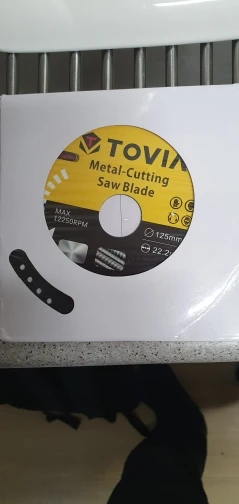 TOVIA
Metal-Cutting
Saw Blade
MAX
12250RPM
125mm
22.2